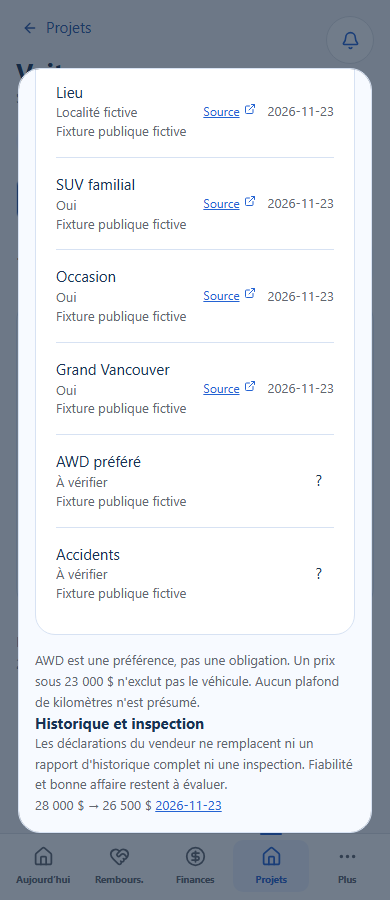 Projets
Lieu
Localité fictive
Source 2026-11-23
Fixture publique fictive
SUV familial
Oui
Source 2026-11-23
Fixture publique fictive
Occasion
Oui
Source 2026-11-23
Fixture publique fictive
Grand Vancouver
Oui
Source 2026-11-23
Fixture publique fictive
AWD préféré
À vérifier
?
Fixture publique fictive
Accidents
À vérifier
?
Fixture publique fictive
AWD est une préférence, pas une obligation. Un prix
sous 23 000 $ n'exclut pas le véhicule. Aucun plafond
de kilomètres n'est présumé.
Historique et inspection
Les déclarations du vendeur ne remplacent ni un
rapport d'historique complet ni une inspection. Fiabilité
et bonne affaire restent à évaluer.
28 000 $ → 26 500 $ 2026-11-23
Aujourd'hui Rembours. Finances Projets Plus